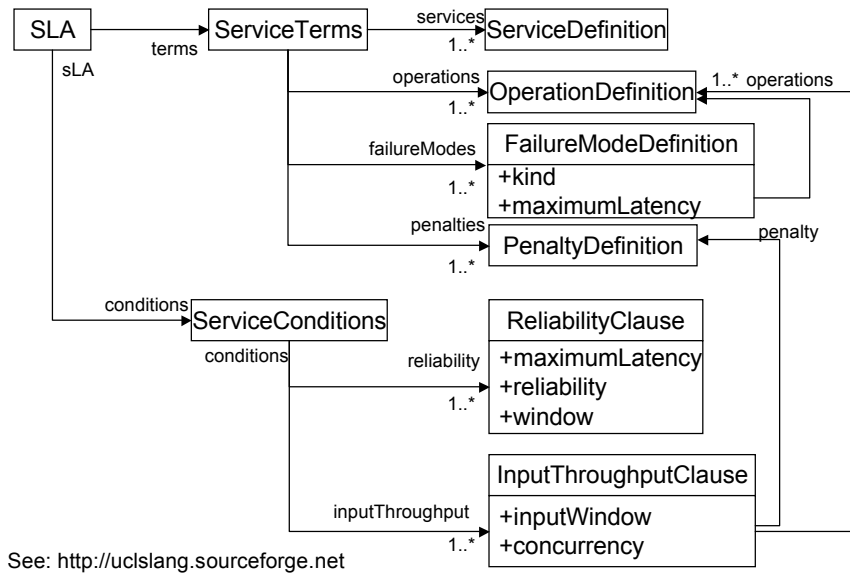 SLA
ServiceTerms
services
ServiceDefinition
terms
1..*
sLA
operations
OperationDefinition
1..* operations
1..*
failureModes
FailureModeDefinition
1..*
+kind
+maximumLatency
penalties
PenaltyDefinition
penalty
1..*
conditions
ServiceConditions
ReliabilityClause
conditions
reliability
+maximumLatency
1..*
+reliability
+window
InputThroughputClause
inputThroughput
+inputWindow
1..*
+concurrency
See: http://uclslang.sourceforge.net